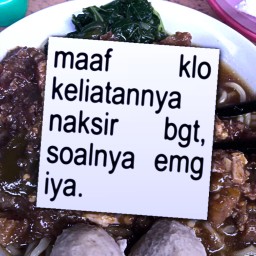 maaf klo
keliatannya
naksir bgt,
soalnya emg
iya.